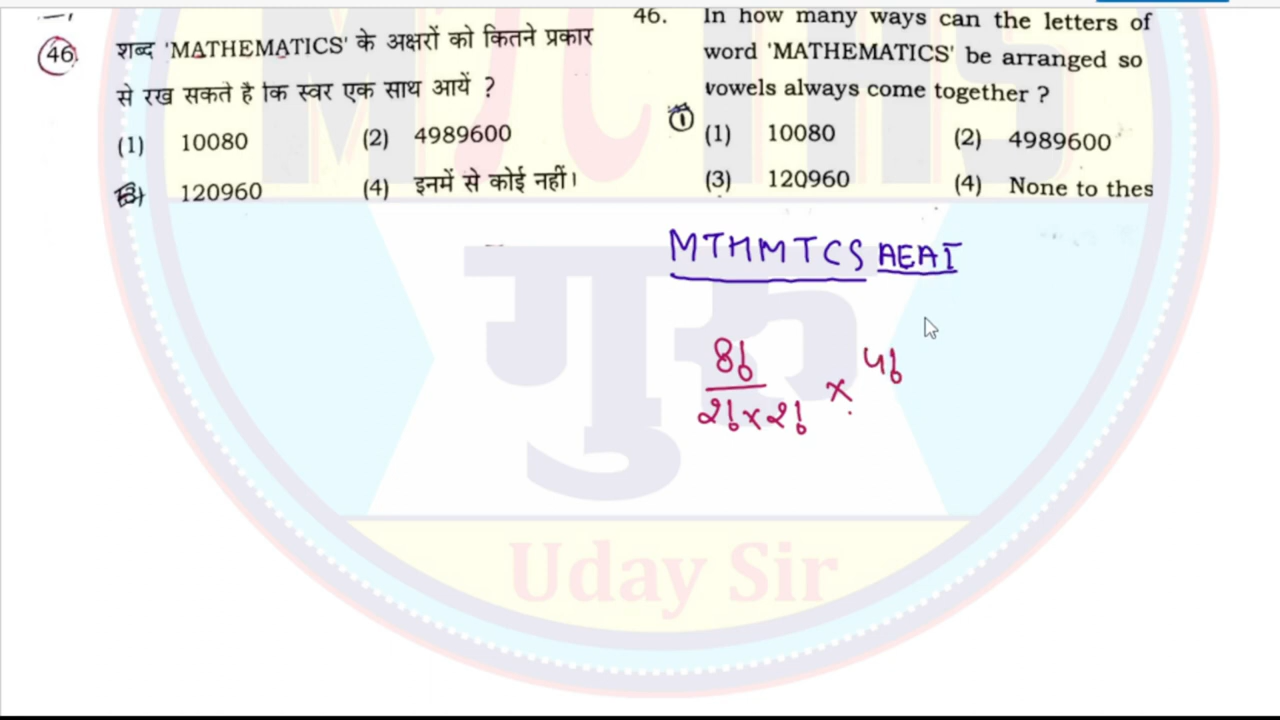 46 शब्द 'MATHEMATICS' के अक्षरों को कितने प्रकार
से रख सकते है कि स्वर एक साथ आयें ?
(1) 10080 (2) 4989600
(3) 120960 (4) इनमें से कोई नहीं।
46. In how many ways can the letters of
word 'MATHEMATICS' be arranged so
vowels always come together ?
(1) 10080 (2) 4989600
(3) 120960 (4) None to thes
MTHMTCS AEAI
8!
2!×2! × 4!
गुरु
Uday Sir